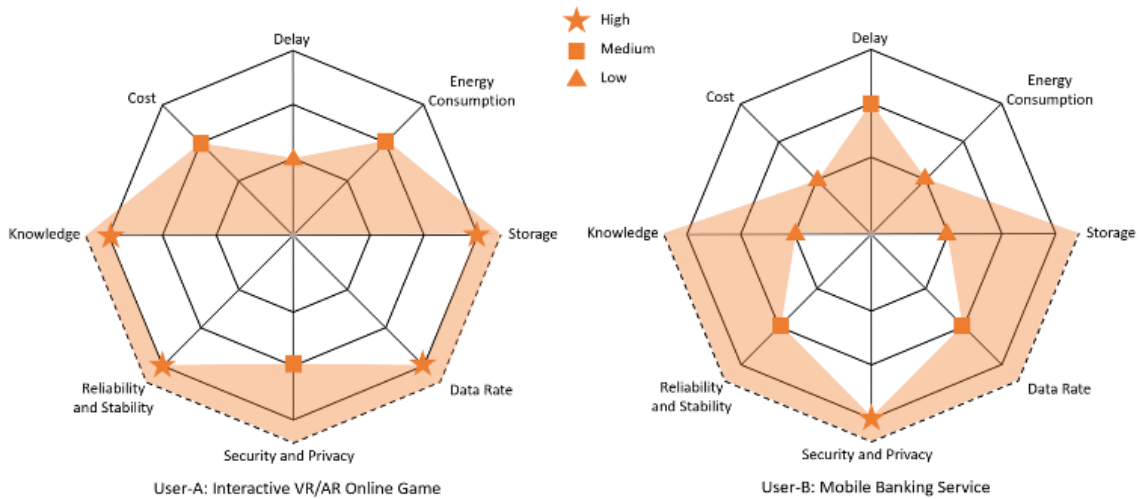 High
Medium
Low
Delay
Energy
Consumption
Cost
Knowledge
Storage
Reliability
and Stability
Data Rate
Security and Privacy
User-A: Interactive VR/AR Online Game
Delay
Energy
Consumption
Cost
Knowledge
Storage
Reliability
and Stability
Data Rate
Security and Privacy
User-B: Mobile Banking Service